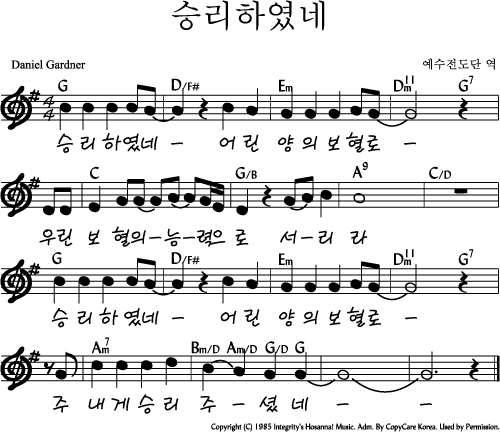 승리하였네
Daniel Gardner 예수전도단 역
G D/F# Em Dm11 G7
승 리 하였네 - 어 린 양 의 보 혈로 -
C G/B A9 C/D
우린 보 혈의-능-력으 로 서-리 라
G D/F# Em Dm11 G7
승 리 하였네 - 어 린 양 의 보 혈로 -
Am7 Bm/D Am/D G/D G
주 내게 승리 주 - 셨 네 - -
Copyright (C) 1985 Integrity's Hosanna! Music. Adm. By CopyCare Korea. Used by Permission.